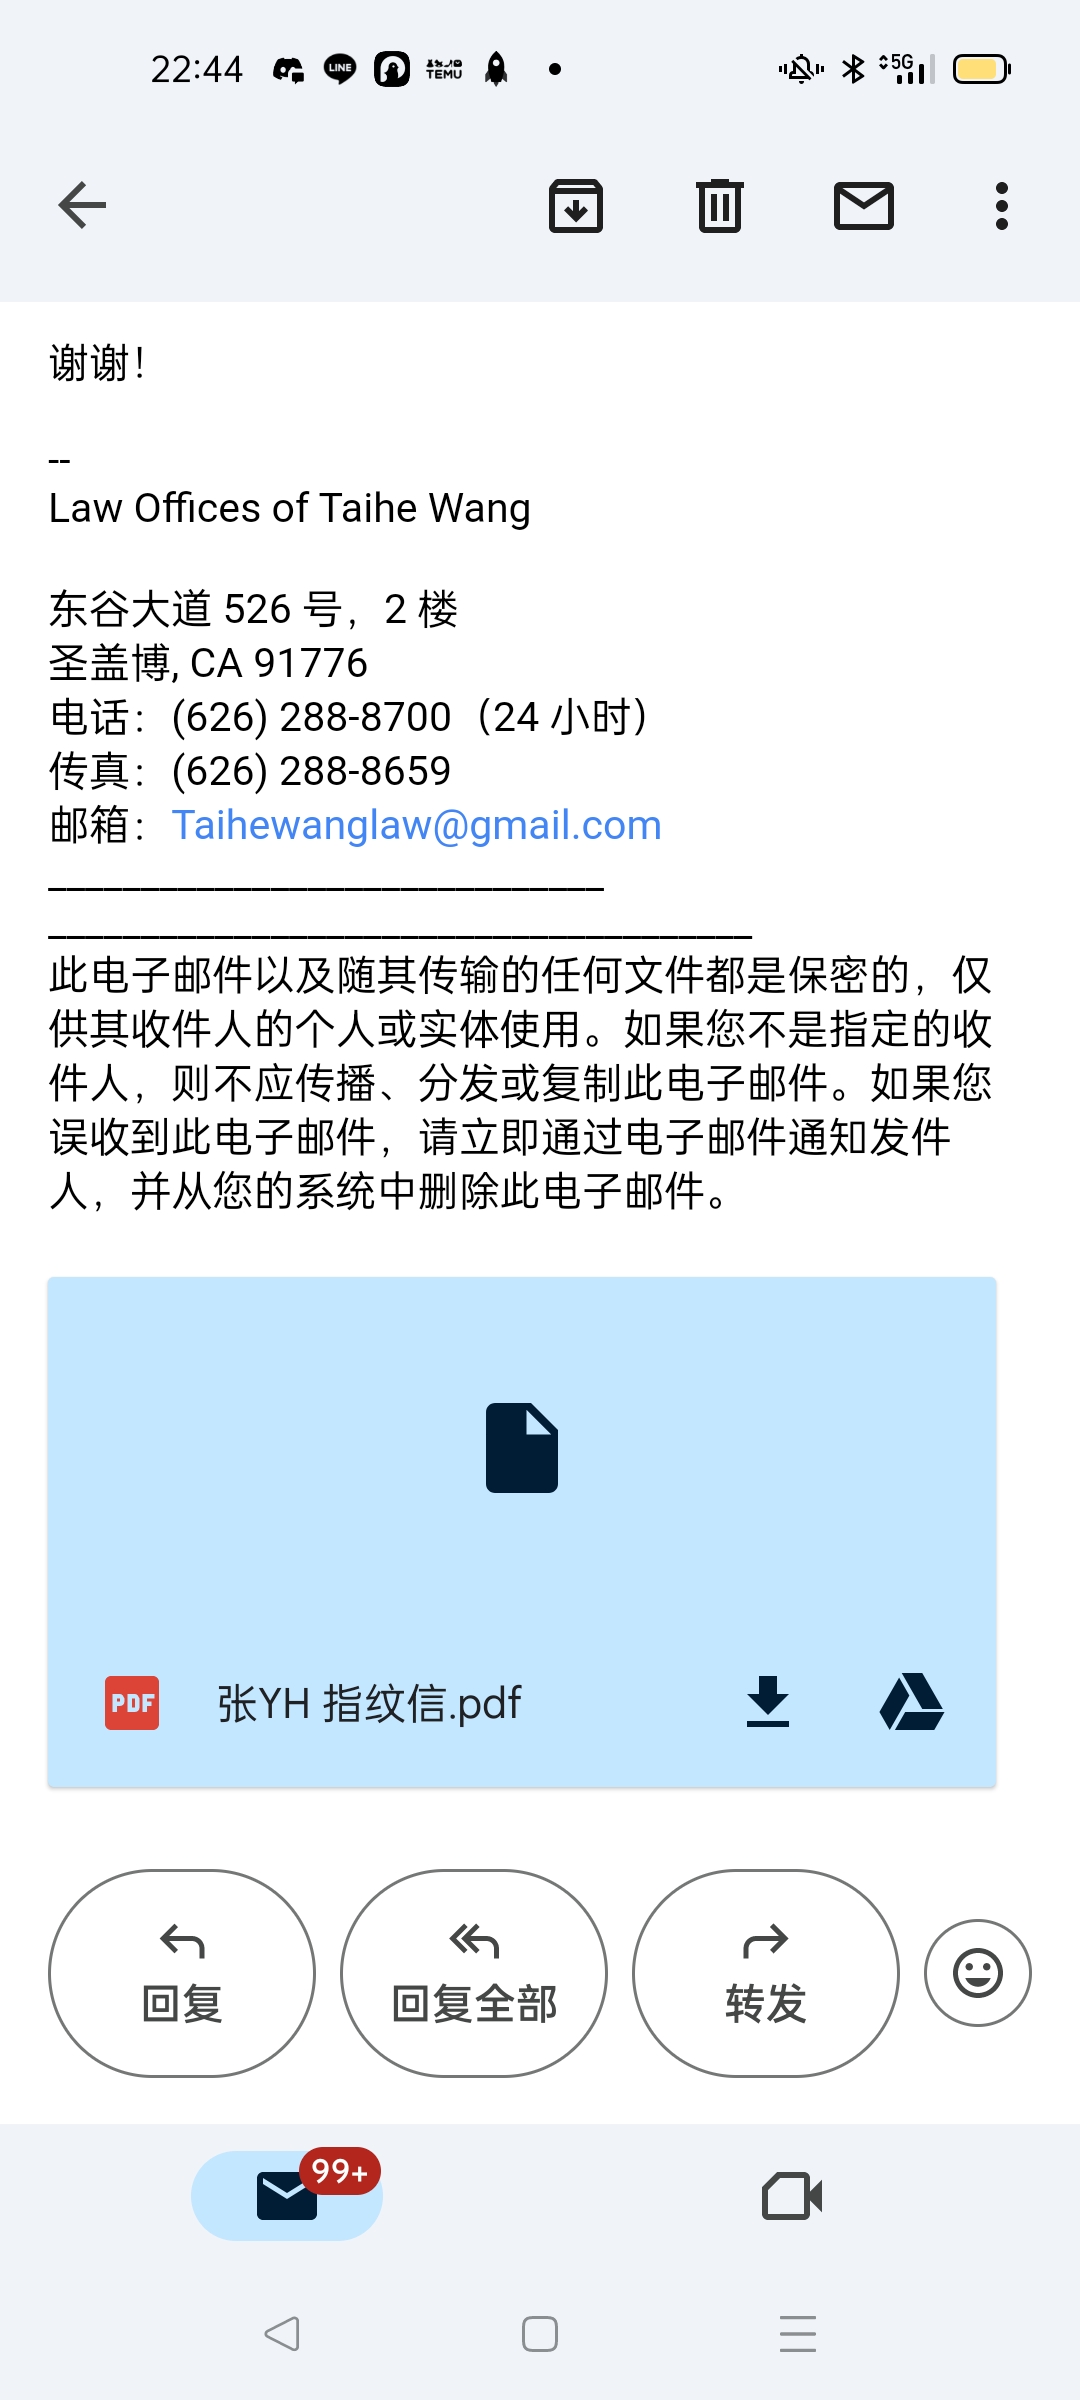 22:44
LINE
TEMU
5G
谢谢！
--
Law Offices of Taihe Wang
东谷大道 526 号，2 楼
圣盖博, CA 91776
电话：(626) 288-8700（24 小时）
传真：(626) 288-8659
邮箱：Taihewanglaw@gmail.com
______________________________
______________________________________
此电子邮件以及随其传输的任何文件都是保密的，仅
供其收件人的个人或实体使用。如果您不是指定的收
件人，则不应传播、分发或复制此电子邮件。如果您
误收到此电子邮件，请立即通过电子邮件通知发件
人，并从您的系统中删除此电子邮件。
PDF 张YH 指纹信.pdf
回复 回复全部 转发
99+